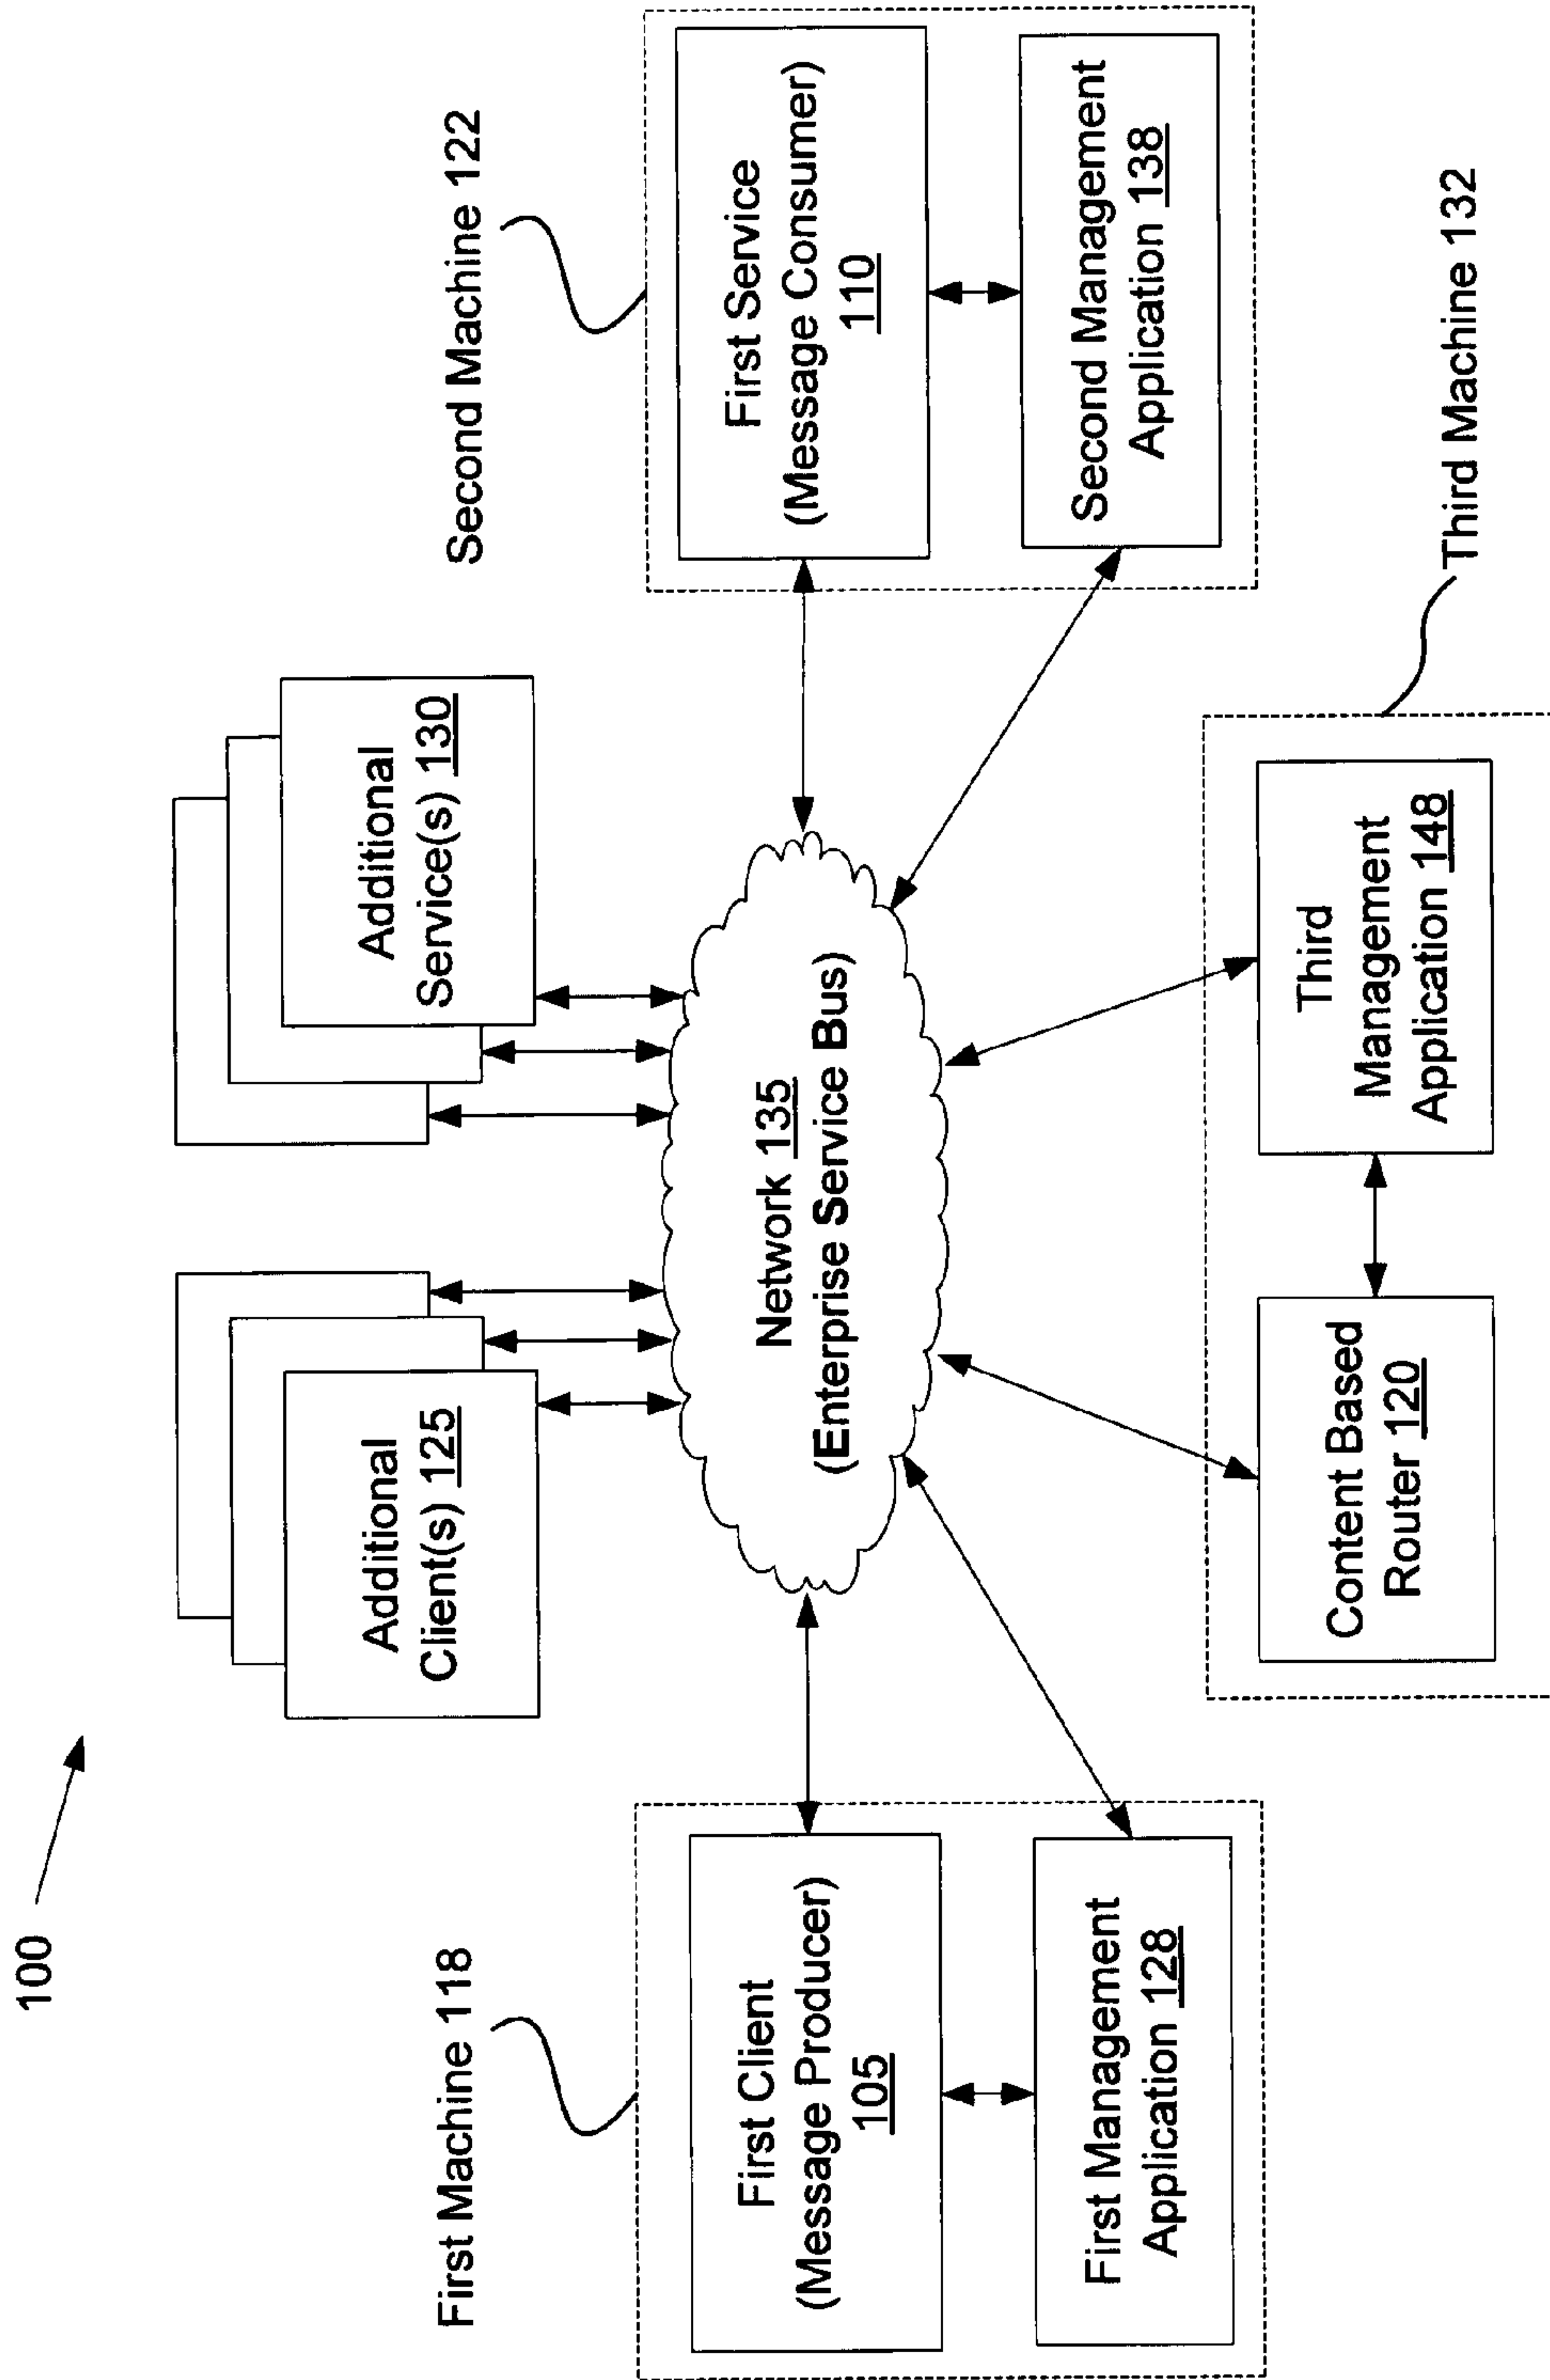 100
First Machine 118
First Client
(Message Producer)
105
First Management
Application 128
Additional
Client(s) 125
Additional
Service(s) 130
Network 135
(Enterprise Service Bus)
Second Machine 122
First Service
(Message Consumer)
110
Second Management
Application 138
Content Based
Router 120
Third
Management
Application 148
Third Machine 132